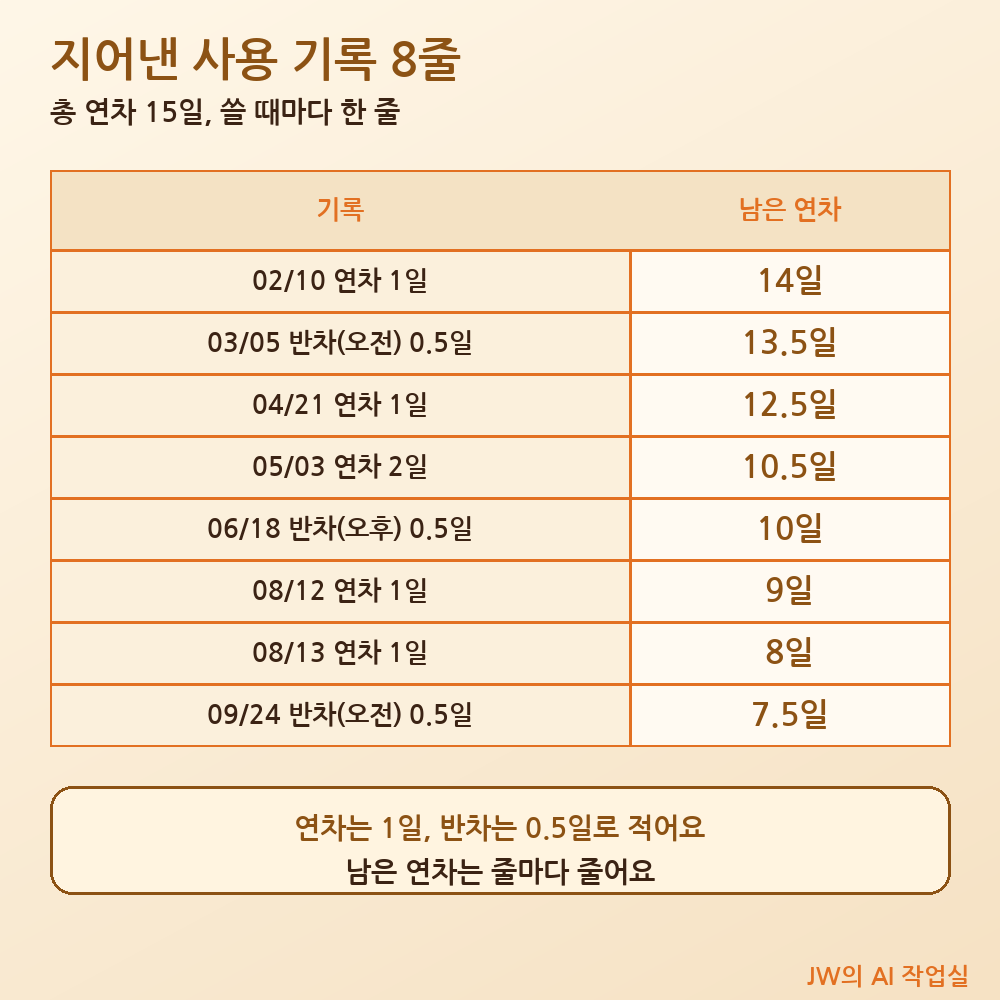 지어낸 사용 기록 8줄
총 연차 15일, 쓸 때마다 한 줄
기록 남은 연차
02/10 연차 1일 14일
03/05 반차(오전) 0.5일 13.5일
04/21 연차 1일 12.5일
05/03 연차 2일 10.5일
06/18 반차(오후) 0.5일 10일
08/12 연차 1일 9일
08/13 연차 1일 8일
09/24 반차(오전) 0.5일 7.5일
연차는 1일, 반차는 0.5일로 적어요
남은 연차는 줄마다 줄어요
JW의 AI 작업실